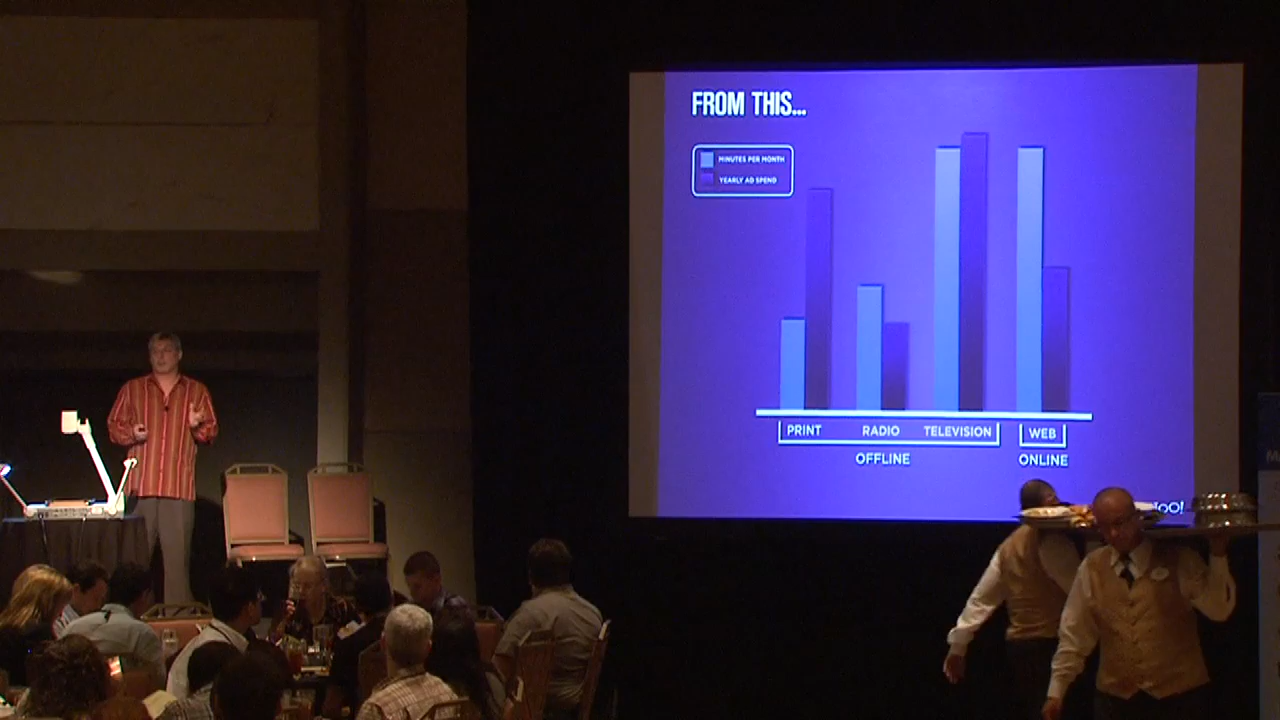 FROM THIS...
MINUTES PER MONTH
YEARLY AD SPEND
PRINT RADIO TELEVISION WEB
OFFLINE ONLINE